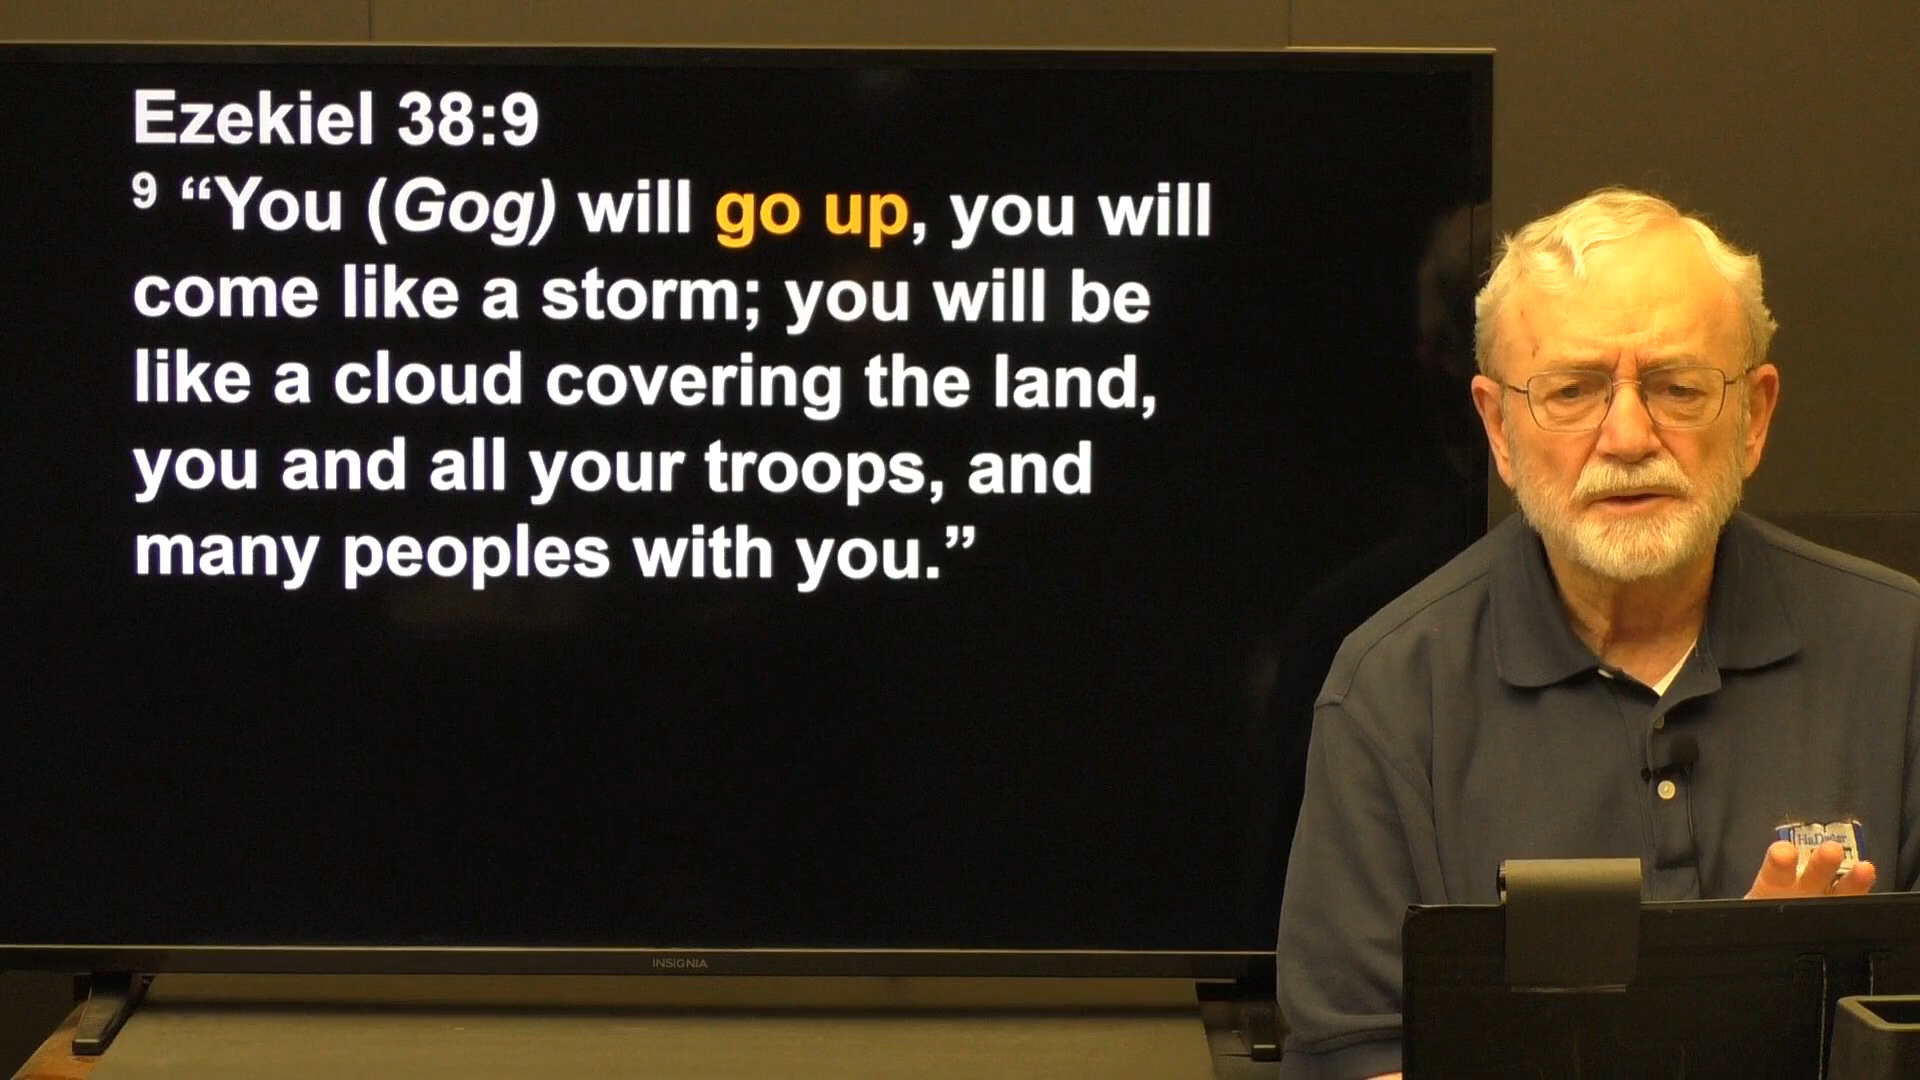 Ezekiel 38:9
9 “You (Gog) will go up, you will
come like a storm; you will be
like a cloud covering the land,
you and all your troops, and
many peoples with you.”
INSIGNIA